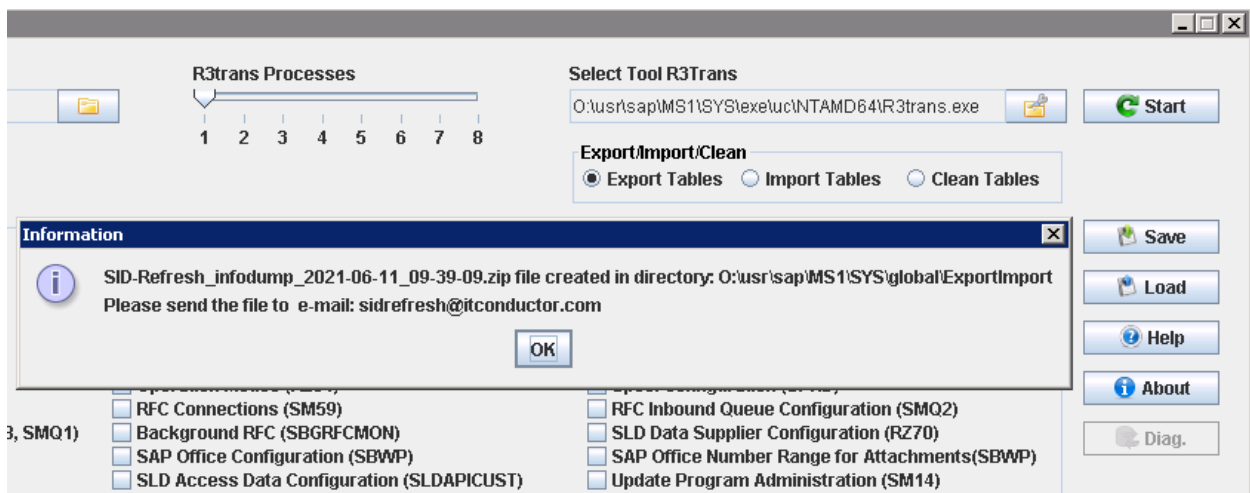 R3trans Processes
1 2 3 4 5 6 7 8
Select Tool R3Trans
O:\usr\sap\MS1\SYS\exe\uc\NTAMD64\R3trans.exe
Start
Export/Import/Clean
Export Tables Import Tables Clean Tables
Information
SID-Refresh_infodump_2021-06-11_09-39-09.zip file created in directory: O:\usr\sap\MS1\SYS\global\ExportImport
Please send the file to e-mail: sidrefresh@itconductor.com
OK
Save
Load
Help
About
Diag.
RFC Connections (SM59)
RFC Inbound Queue Configuration (SMQ2)
, SMQ1)
Background RFC (SBGRFCMON)
SLD Data Supplier Configuration (RZ70)
SAP Office Configuration (SBWP)
SAP Office Number Range for Attachments(SBWP)
SLD Access Data Configuration (SLDAPICUST)
Update Program Administration (SM14)